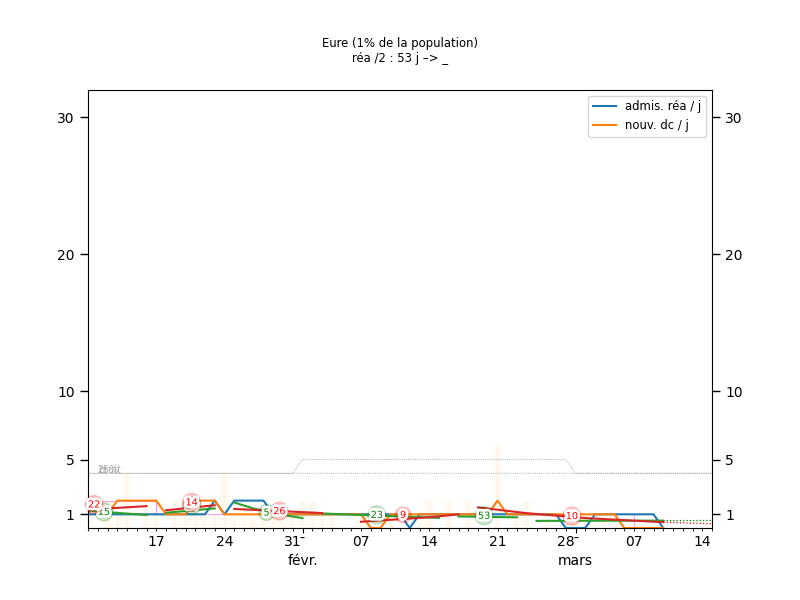 Eure (1% de la population)
réa /2 : 53 j –> _
admis. réa / j
nouv. dc / j
30 30
20 20
10 10
5 5
1 1
22 15 14 5 26 23 9 53 10
17 24 31 07 14 21 28 07 14
févr. mars